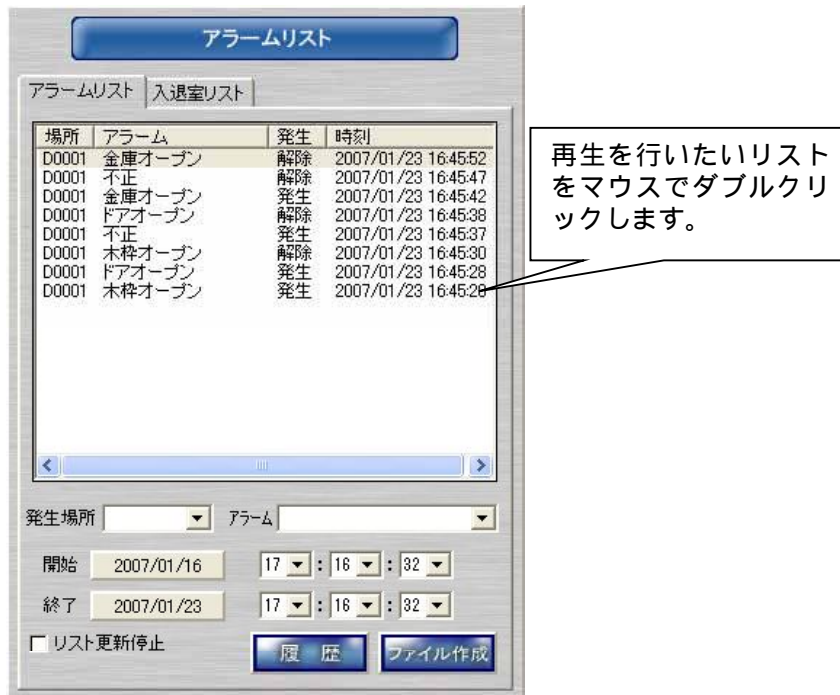 アラームリスト
アラームリスト 入退室リスト
場所 アラーム 発生 時刻
D0001 金庫オープン 解除 2007/01/23 16:45:52
D0001 不正 解除 2007/01/23 16:45:47
D0001 金庫オープン 発生 2007/01/23 16:45:42
D0001 ドアオープン 解除 2007/01/23 16:45:38
D0001 不正 発生 2007/01/23 16:45:37
D0001 木枠オープン 解除 2007/01/23 16:45:30
D0001 ドアオープン 発生 2007/01/23 16:45:28
D0001 木枠オープン 発生 2007/01/23 16:45:26
再生を行いたいリスト
をマウスでダブルクリ
ックします。
発生場所 アラーム
開始 2007/01/16 17 : 16 : 32
終了 2007/01/23 17 : 16 : 32
リスト更新停止 履 歴 ファイル作成